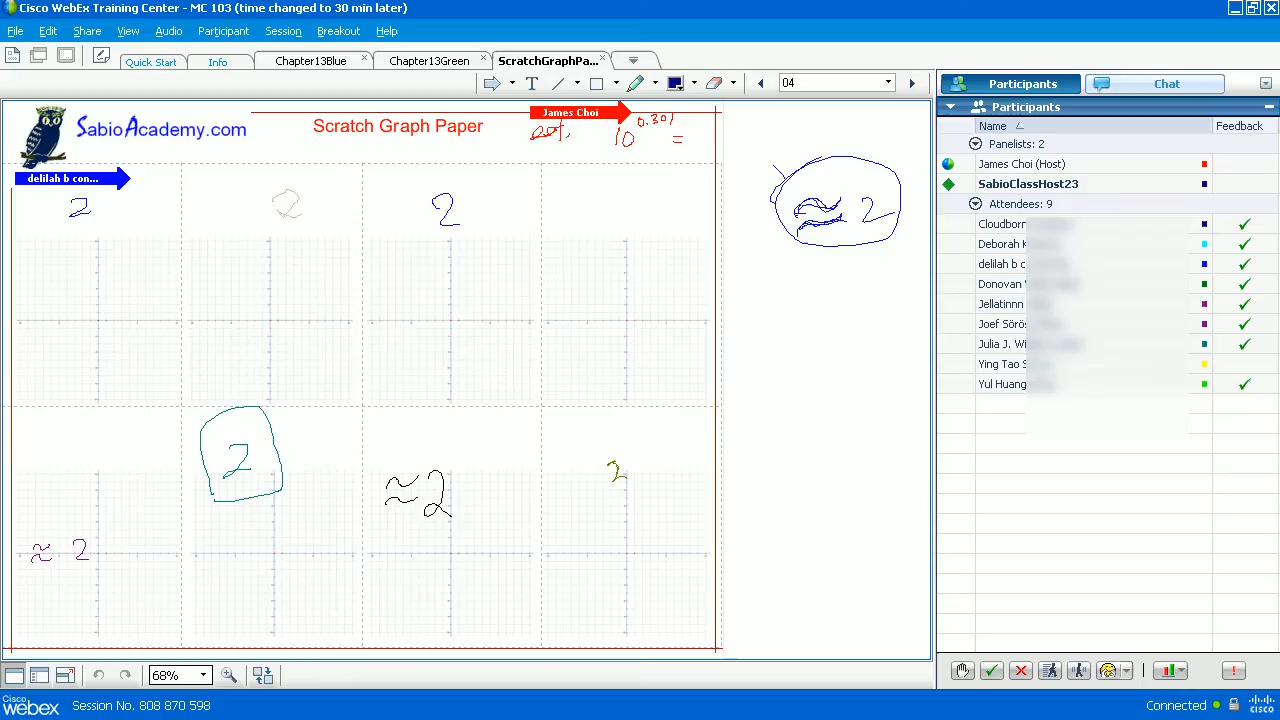 Cisco WebEx Training Center - MC 103 (time changed to 30 min later)
File Edit Share View Audio Participant Session Breakout Help
Quick Start Info Chapter13Blue Chapter13Green ScratchGraphPa...
04
Participants Chat
Participants
Name Feedback
Panelists: 2
James Choi (Host)
SabioClassHost23
Attendees: 9
Cloudborn
Deborah K
delilah b c
Donovan
Jellatinnn
Joef Sörös
Julia J. W
Ying Tao S
Yul Huang
SabioAcademy.com
Scratch Graph Paper
James Choi
10^0.301 =
delilah b con...
2
2
2
≈ 2
2
≈2
2
≈ 2
68%
Cisco webex Session No. 808 870 598 Connected cisco